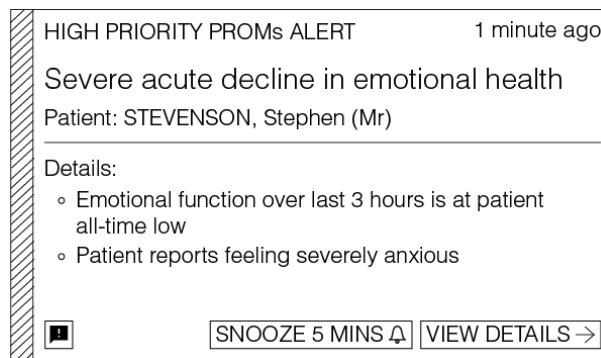 HIGH PRIORITY PROMs ALERT 1 minute ago
Severe acute decline in emotional health
Patient: STEVENSON, Stephen (Mr)
Details:
Emotional function over last 3 hours is at patient
all-time low
Patient reports feeling severely anxious
SNOOZE 5 MINS VIEW DETAILS →